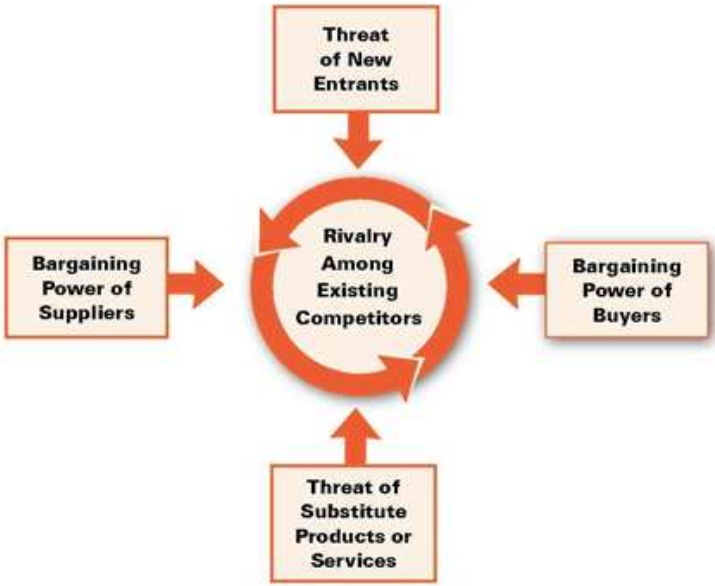 Threat
of New
Entrants
Bargaining
Power of
Suppliers
Rivalry
Among
Existing
Competitors
Bargaining
Power of
Buyers
Threat of
Substitute
Products or
Services